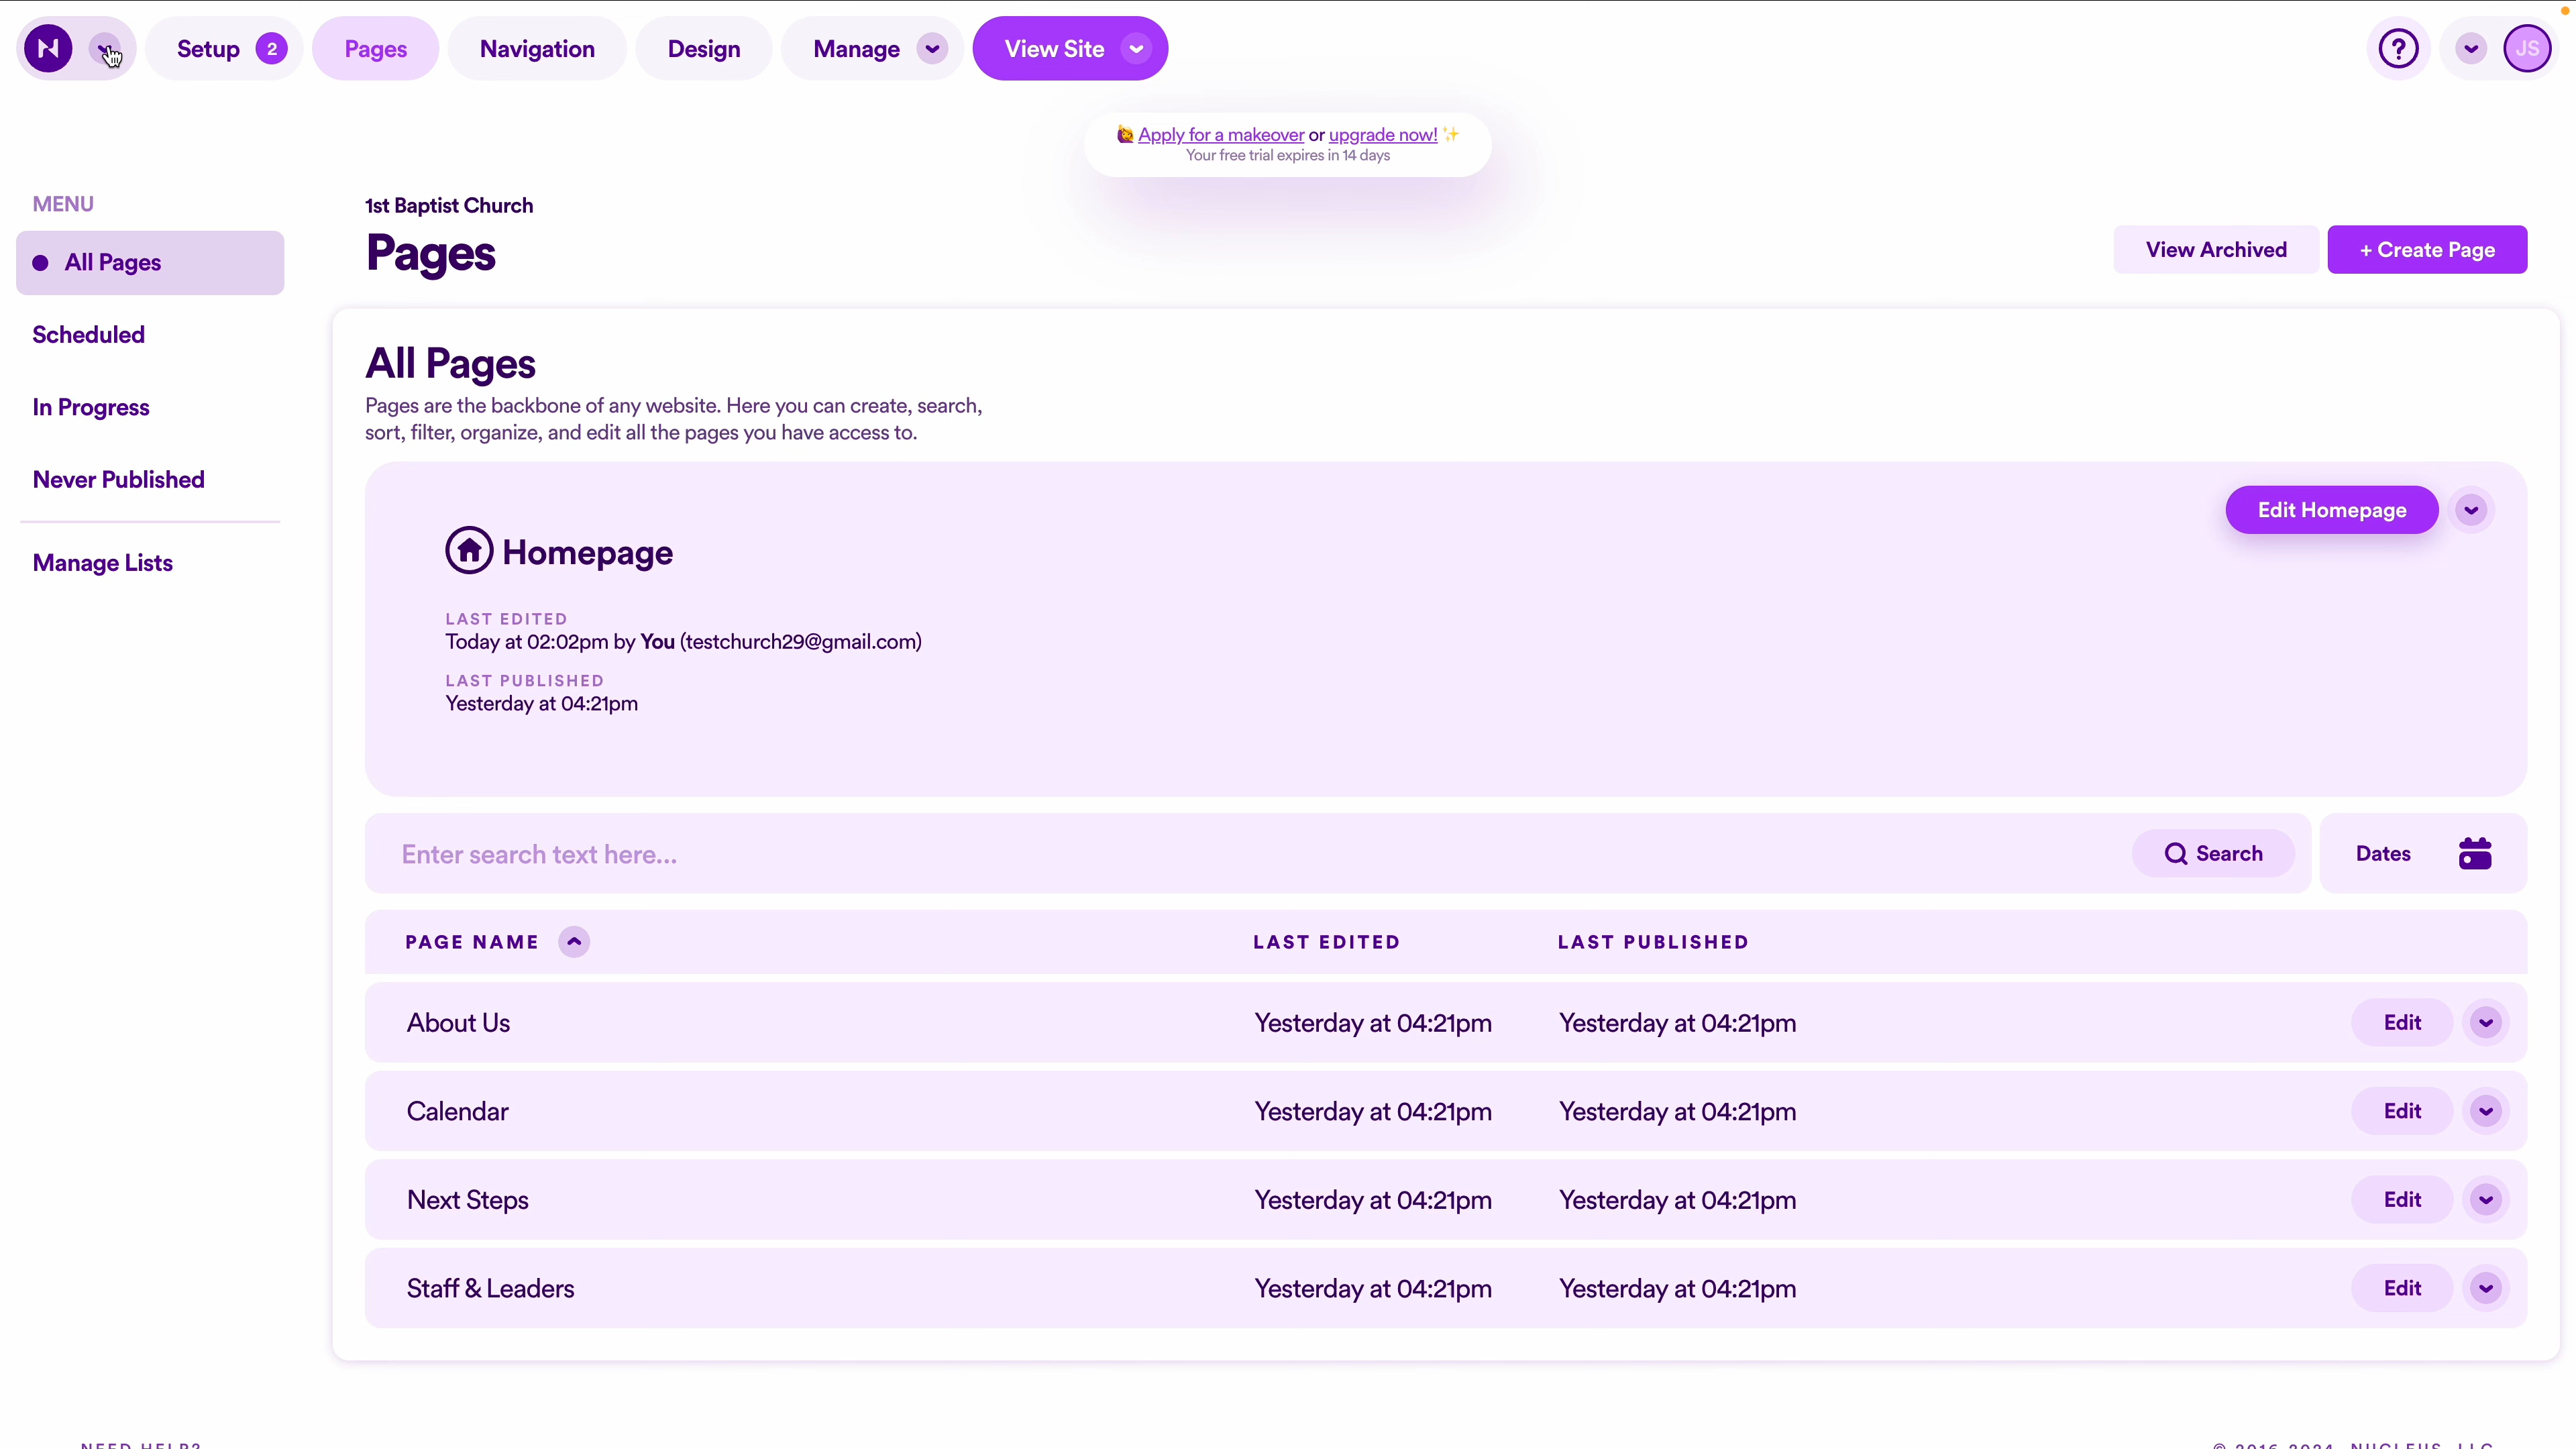 Setup 2 Pages Navigation Design Manage View Site ? JS
Apply for a makeover or upgrade now!
Your free trial expires in 14 days
MENU
All Pages
Scheduled
In Progress
Never Published
Manage Lists
1st Baptist Church
Pages
View Archived + Create Page
All Pages
Pages are the backbone of any website. Here you can create, search,
sort, filter, organize, and edit all the pages you have access to.
Edit Homepage
Homepage
LAST EDITED
Today at 02:02pm by You (testchurch29@gmail.com)
LAST PUBLISHED
Yesterday at 04:21pm
Enter search text here... Search Dates
PAGE NAME LAST EDITED LAST PUBLISHED
About Us Yesterday at 04:21pm Yesterday at 04:21pm Edit
Calendar Yesterday at 04:21pm Yesterday at 04:21pm Edit
Next Steps Yesterday at 04:21pm Yesterday at 04:21pm Edit
Staff & Leaders Yesterday at 04:21pm Yesterday at 04:21pm Edit
NEED HELP? © 2016-2024, NUCLEUS, LLC